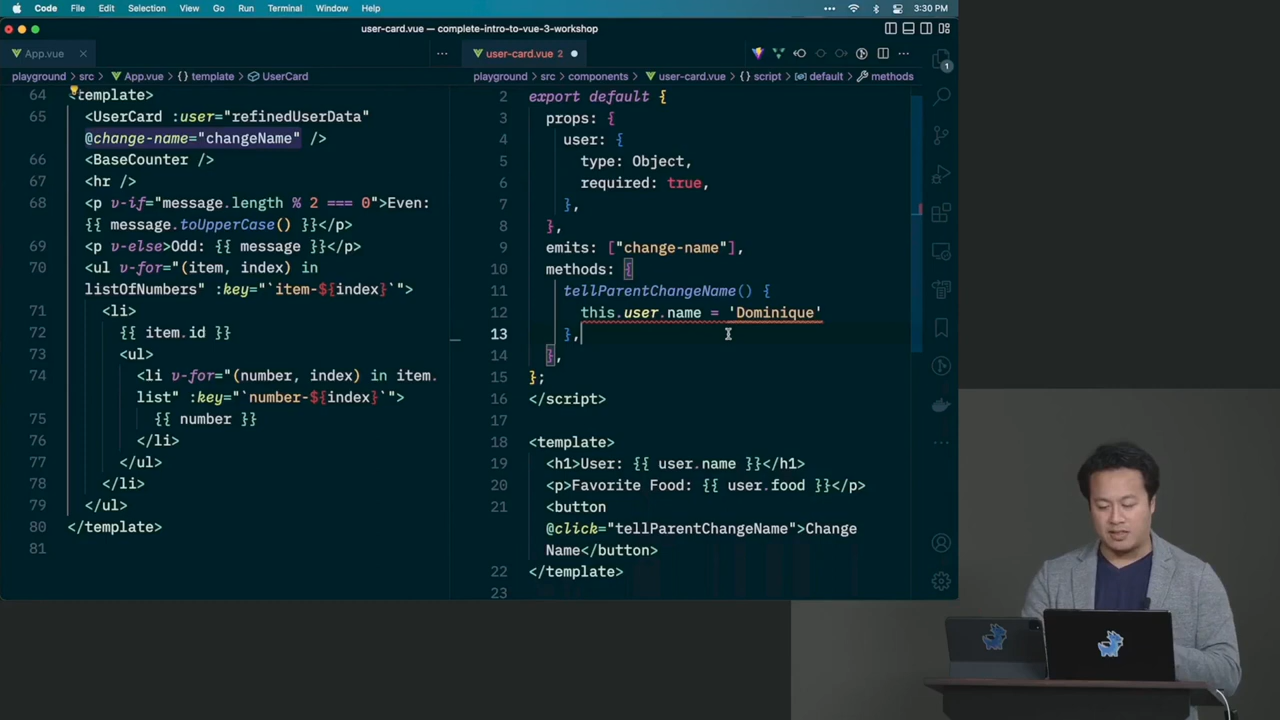 Code File Edit Selection View Go Run Terminal Window Help 3:30 PM
user-card.vue — complete-intro-to-vue-3-workshop
App.vue
playground > src > App.vue > {} template > UserCard
64 <template>
65 <UserCard :user="refinedUserData"
@change-name="changeName" />
66 <BaseCounter />
67 <hr />
68 <p v-if="message.length % 2 === 0">Even:
{{ message.toUpperCase() }}</p>
69 <p v-else>Odd: {{ message }}</p>
70 <ul v-for="(item, index) in
listOfNumbers" :key="`item-${index}`">
71 <li>
72 {{ item.id }}
73 <ul>
74 <li v-for="(number, index) in item.
list" :key="`number-${index}`">
75 {{ number }}
76 </li>
77 </ul>
78 </li>
79 </ul>
80 </template>
81
user-card.vue 2
playground > src > components > user-card.vue > {} script > default > methods
2 export default {
3 props: {
4 user: {
5 type: Object,
6 required: true,
7 },
8 },
9 emits: ["change-name"],
10 methods: {
11 tellParentChangeName() {
12 this.user.name = 'Dominique'
13 },
14 },
15 };
16 </script>
17
18 <template>
19 <h1>User: {{ user.name }}</h1>
20 <p>Favorite Food: {{ user.food }}</p>
21 <button
@click="tellParentChangeName">Change
Name</button>
22 </template>
23
1